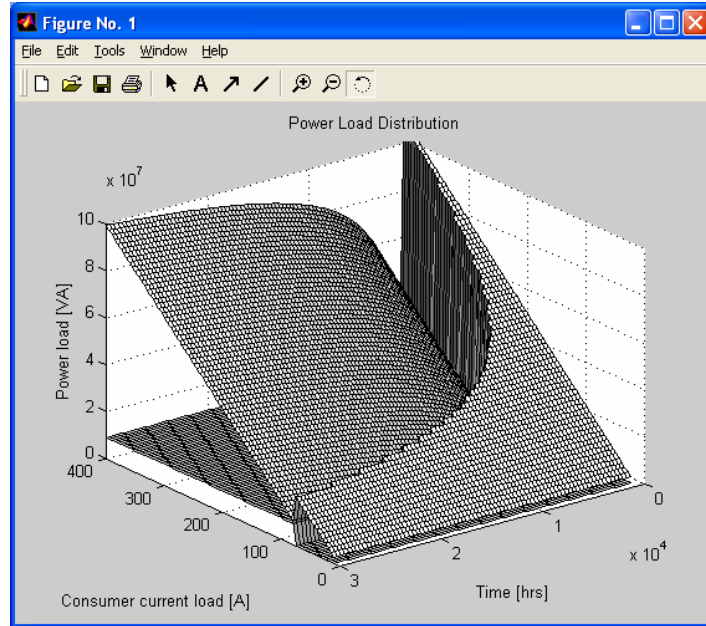 Figure No. 1
File Edit Tools Window Help
A
Power Load Distribution
x 10^7
10
8
6
4
2
0
Power load [VA]
400
300
200
100
0
Consumer current load [A]
3
2
1
0
x 10^4
Time [hrs]